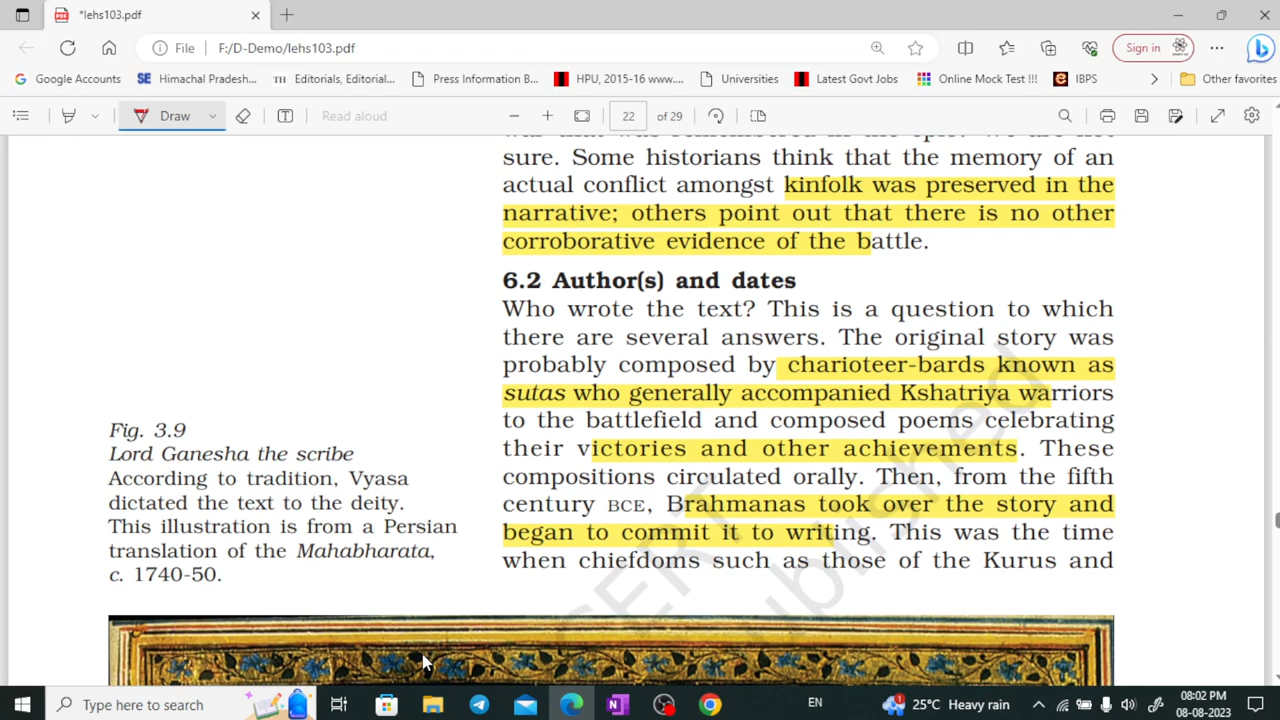 *lehs103.pdf
File F:/D-Demo/lehs103.pdf
Sign in
Google Accounts SE Himachal Pradesh... TH Editorials, Editorial... Press Information B... HPU, 2015-16 www.... Universities Latest Govt Jobs Online Mock Test !!! IBPS Other favorites
Draw Read aloud 22 of 29
sure. Some historians think that the memory of an
actual conflict amongst kinfolk was preserved in the
narrative; others point out that there is no other
corroborative evidence of the battle.
6.2 Author(s) and dates
Who wrote the text? This is a question to which
there are several answers. The original story was
probably composed by charioteer-bards known as
sutas who generally accompanied Kshatriya warriors
to the battlefield and composed poems celebrating
their victories and other achievements. These
compositions circulated orally. Then, from the fifth
century BCE, Brahmanas took over the story and
began to commit it to writing. This was the time
when chiefdoms such as those of the Kurus and
Fig. 3.9
Lord Ganesha the scribe
According to tradition, Vyasa
dictated the text to the deity.
This illustration is from a Persian
translation of the Mahabharata,
c. 1740-50.
Type here to search
EN
25°C Heavy rain
08:02 PM
08-08-2023